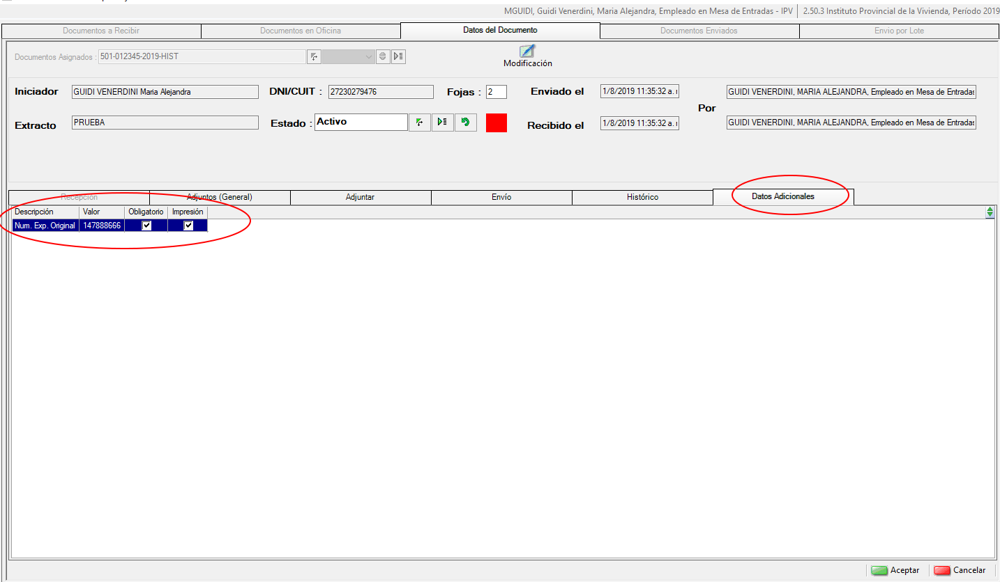 MGUIDI, Guidi Venerdini, Maria Alejandra, Empleado en Mesa de Entradas - IPV 2.50.3 Instituto Provincial de la Vivienda, Período 2019
Documentos a Recibir Documentos en Oficina Datos del Documento Documentos Enviados Envio por Lote
Documentos Asignados : 501-012345-2019-HIST
Modificación
Iniciador GUIDI VENERDINI Maria Alejandra DNI/CUIT : 27230279476 Fojas : 2 Enviado el 1/8/2019 11:35:32 a. GUIDI VENERDINI, MARIA ALEJANDRA, Empleado en Mesa de Entradas
Por
Extracto PRUEBA Estado : Activo Recibido el 1/8/2019 11:35:32 a. GUIDI VENERDINI, MARIA ALEJANDRA, Empleado en Mesa de Entradas
Recepción Adjuntos (General) Adjuntar Envío Histórico Datos Adicionales
Descripción Valor Obligatorio Impresión
Num. Exp. Original 147888666
Aceptar Cancelar